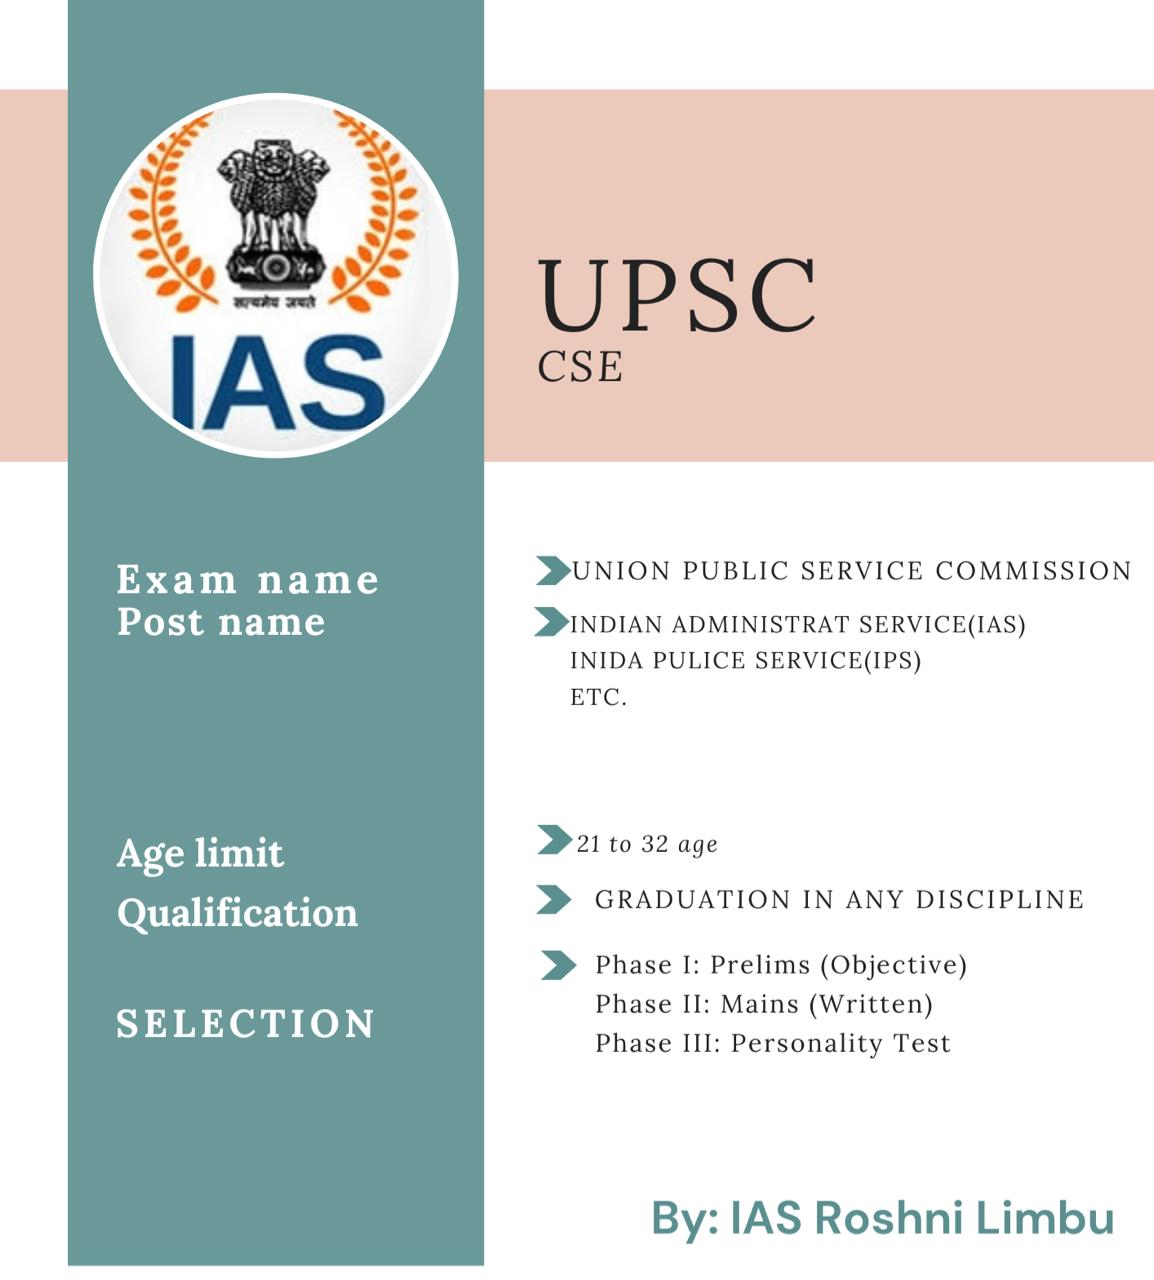 सत्यमेव जयते
IAS
UPSC
CSE
Exam name
UNION PUBLIC SERVICE COMMISSION
Post name
INDIAN ADMINISTRAT SERVICE(IAS)
INIDA PULICE SERVICE(IPS)
ETC.
Age limit
21 to 32 age
Qualification
GRADUATION IN ANY DISCIPLINE
SELECTION
Phase I: Prelims (Objective)
Phase II: Mains (Written)
Phase III: Personality Test
By: IAS Roshni Limbu